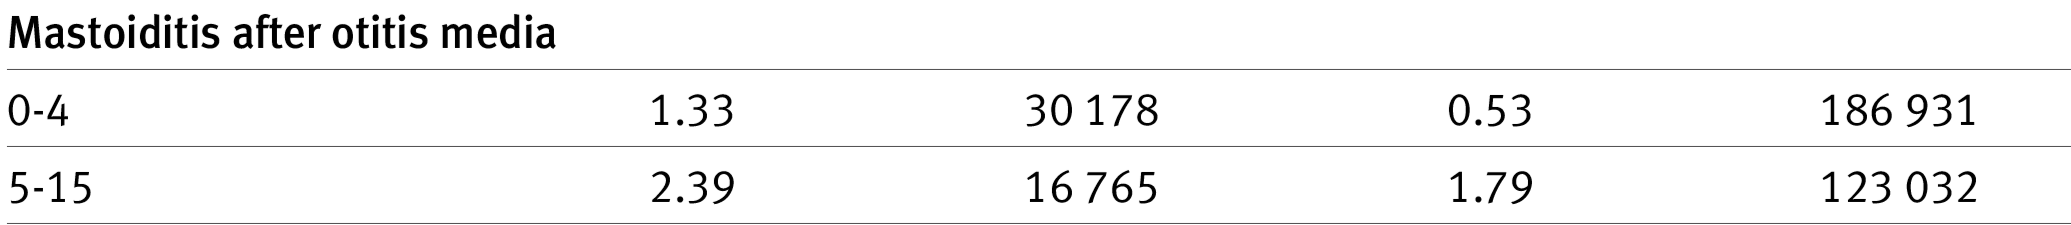 Mastoiditis after otitis media
0-4 1.33 30 178 0.53 186 931
5-15 2.39 16 765 1.79 123 032